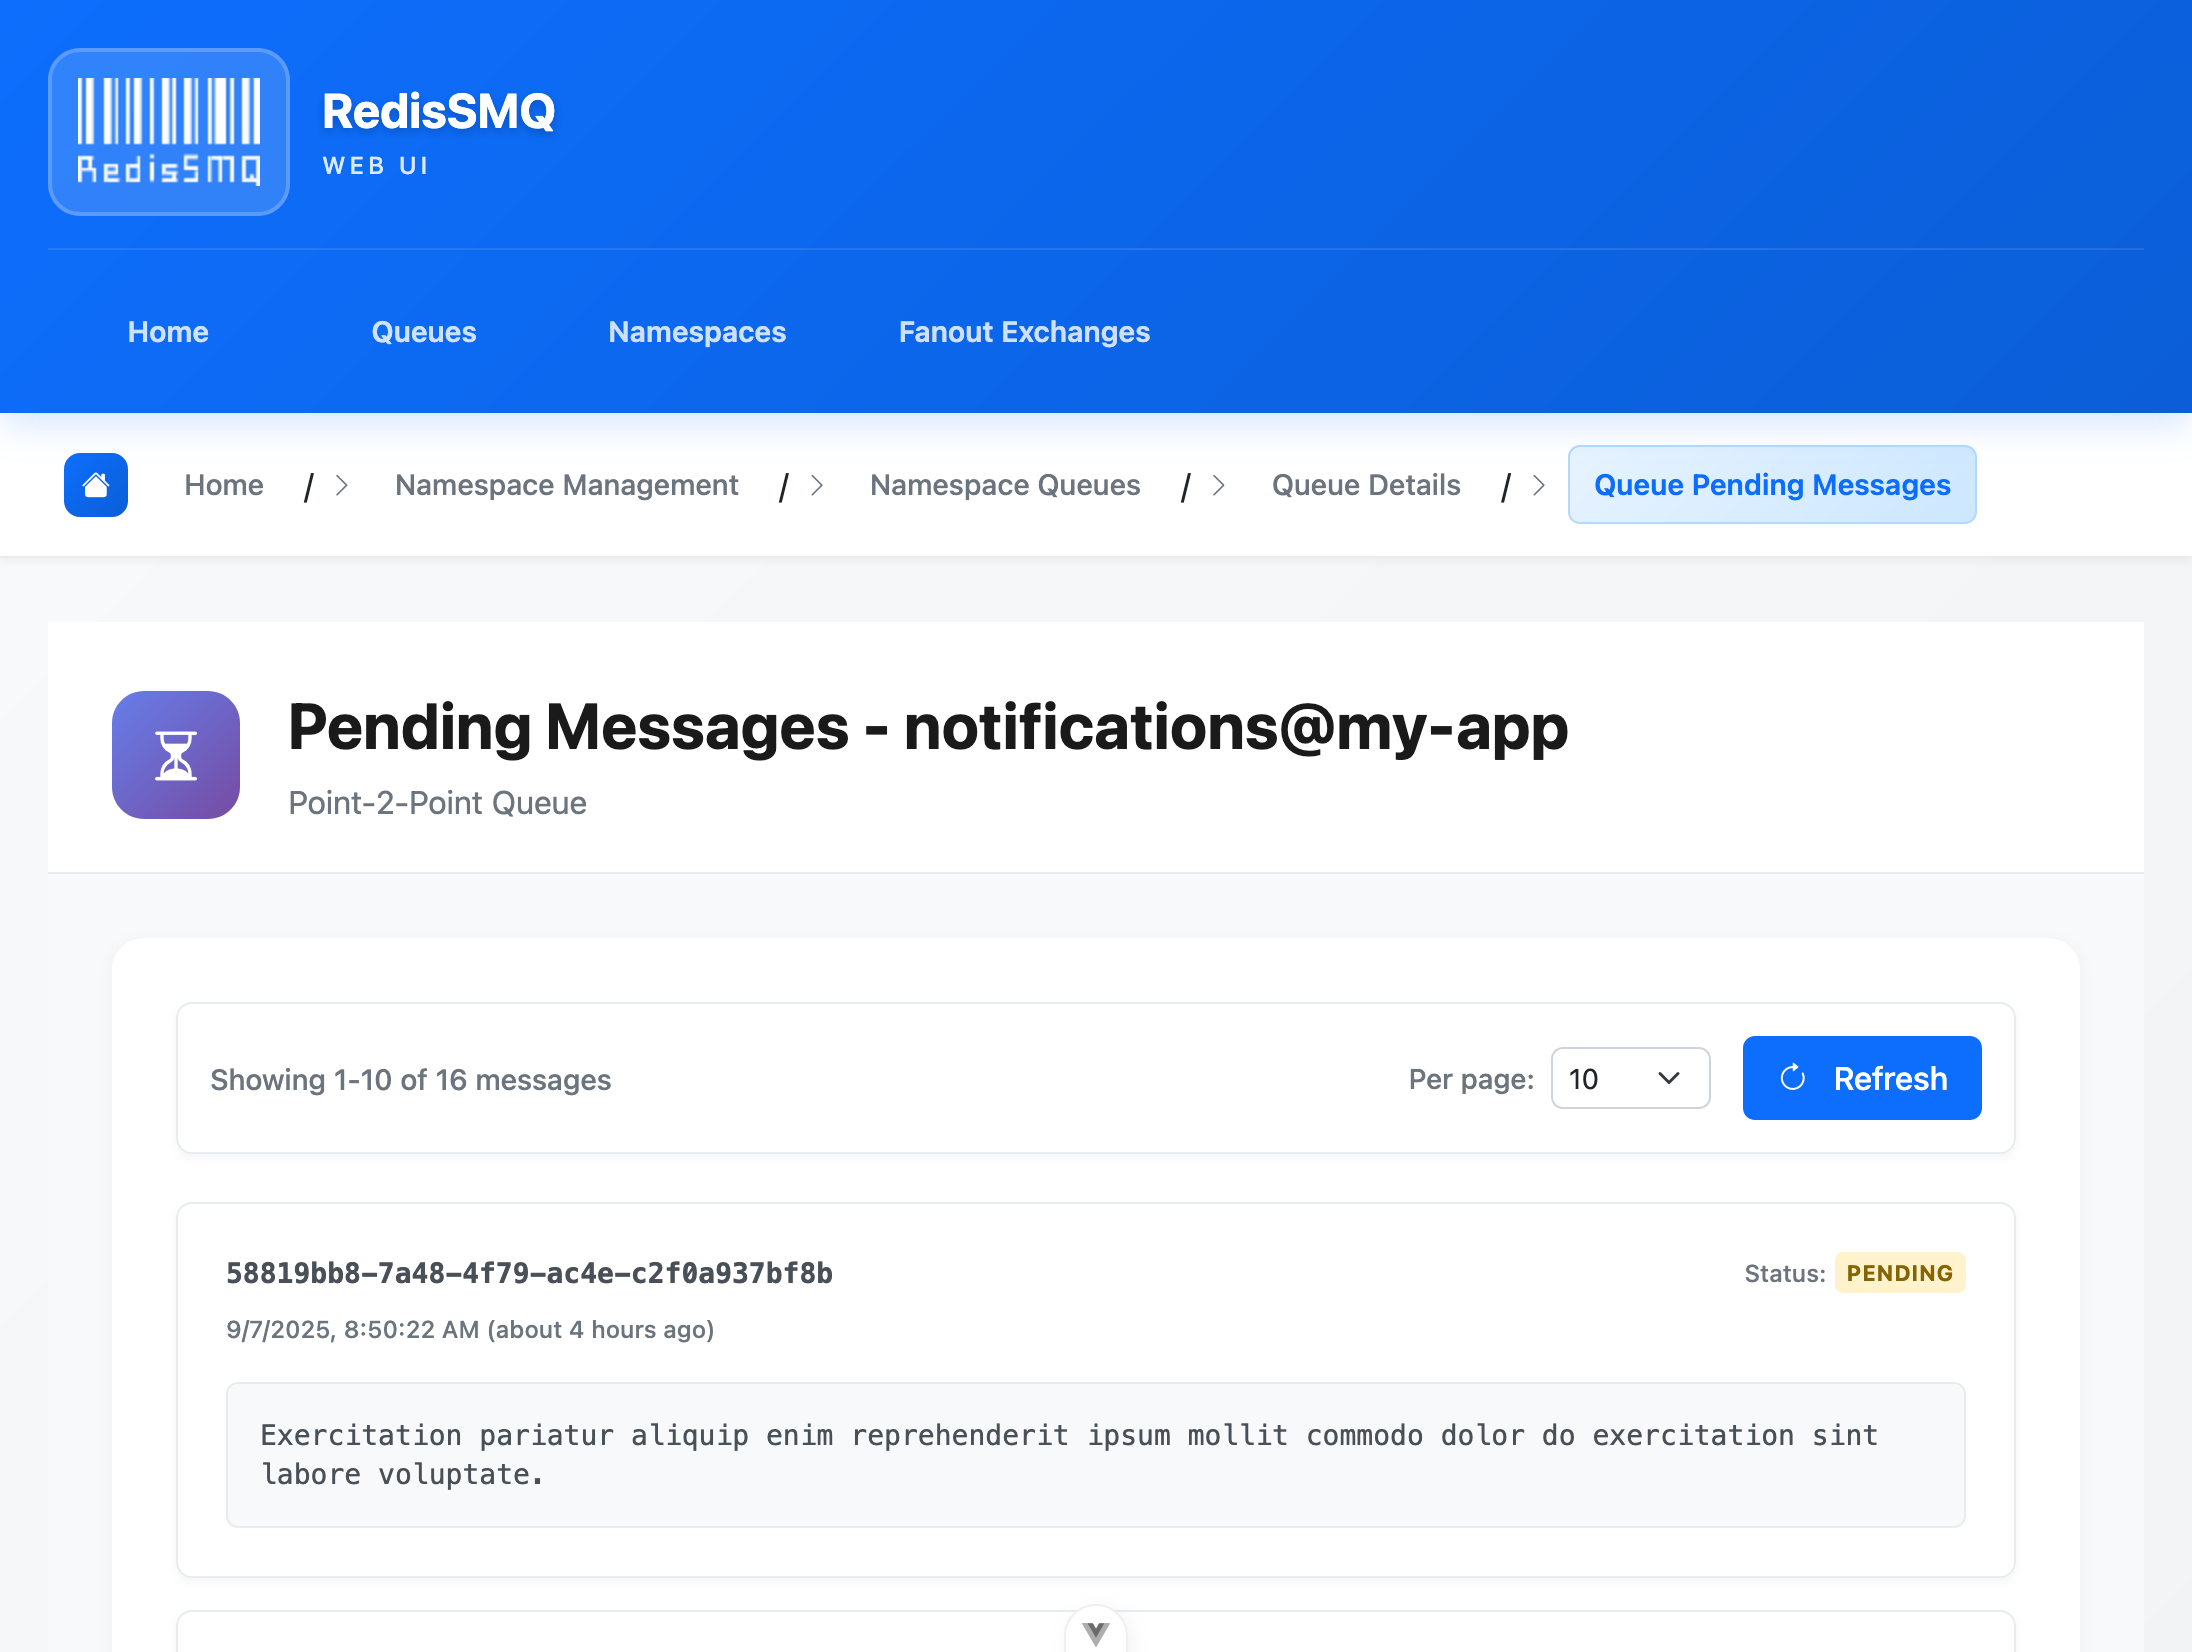 RedisSMQ
RedisSMQ
WEB UI
Home Queues Namespaces Fanout Exchanges
Home / Namespace Management / Namespace Queues / Queue Details / Queue Pending Messages
Pending Messages - notifications@my-app
Point-2-Point Queue
Showing 1-10 of 16 messages
Per page: 10 Refresh
58819bb8-7a48-4f79-ac4e-c2f0a937bf8b
Status: PENDING
9/7/2025, 8:50:22 AM (about 4 hours ago)
Exercitation pariatur aliquip enim reprehenderit ipsum mollit commodo dolor do exercitation sint
labore voluptate.